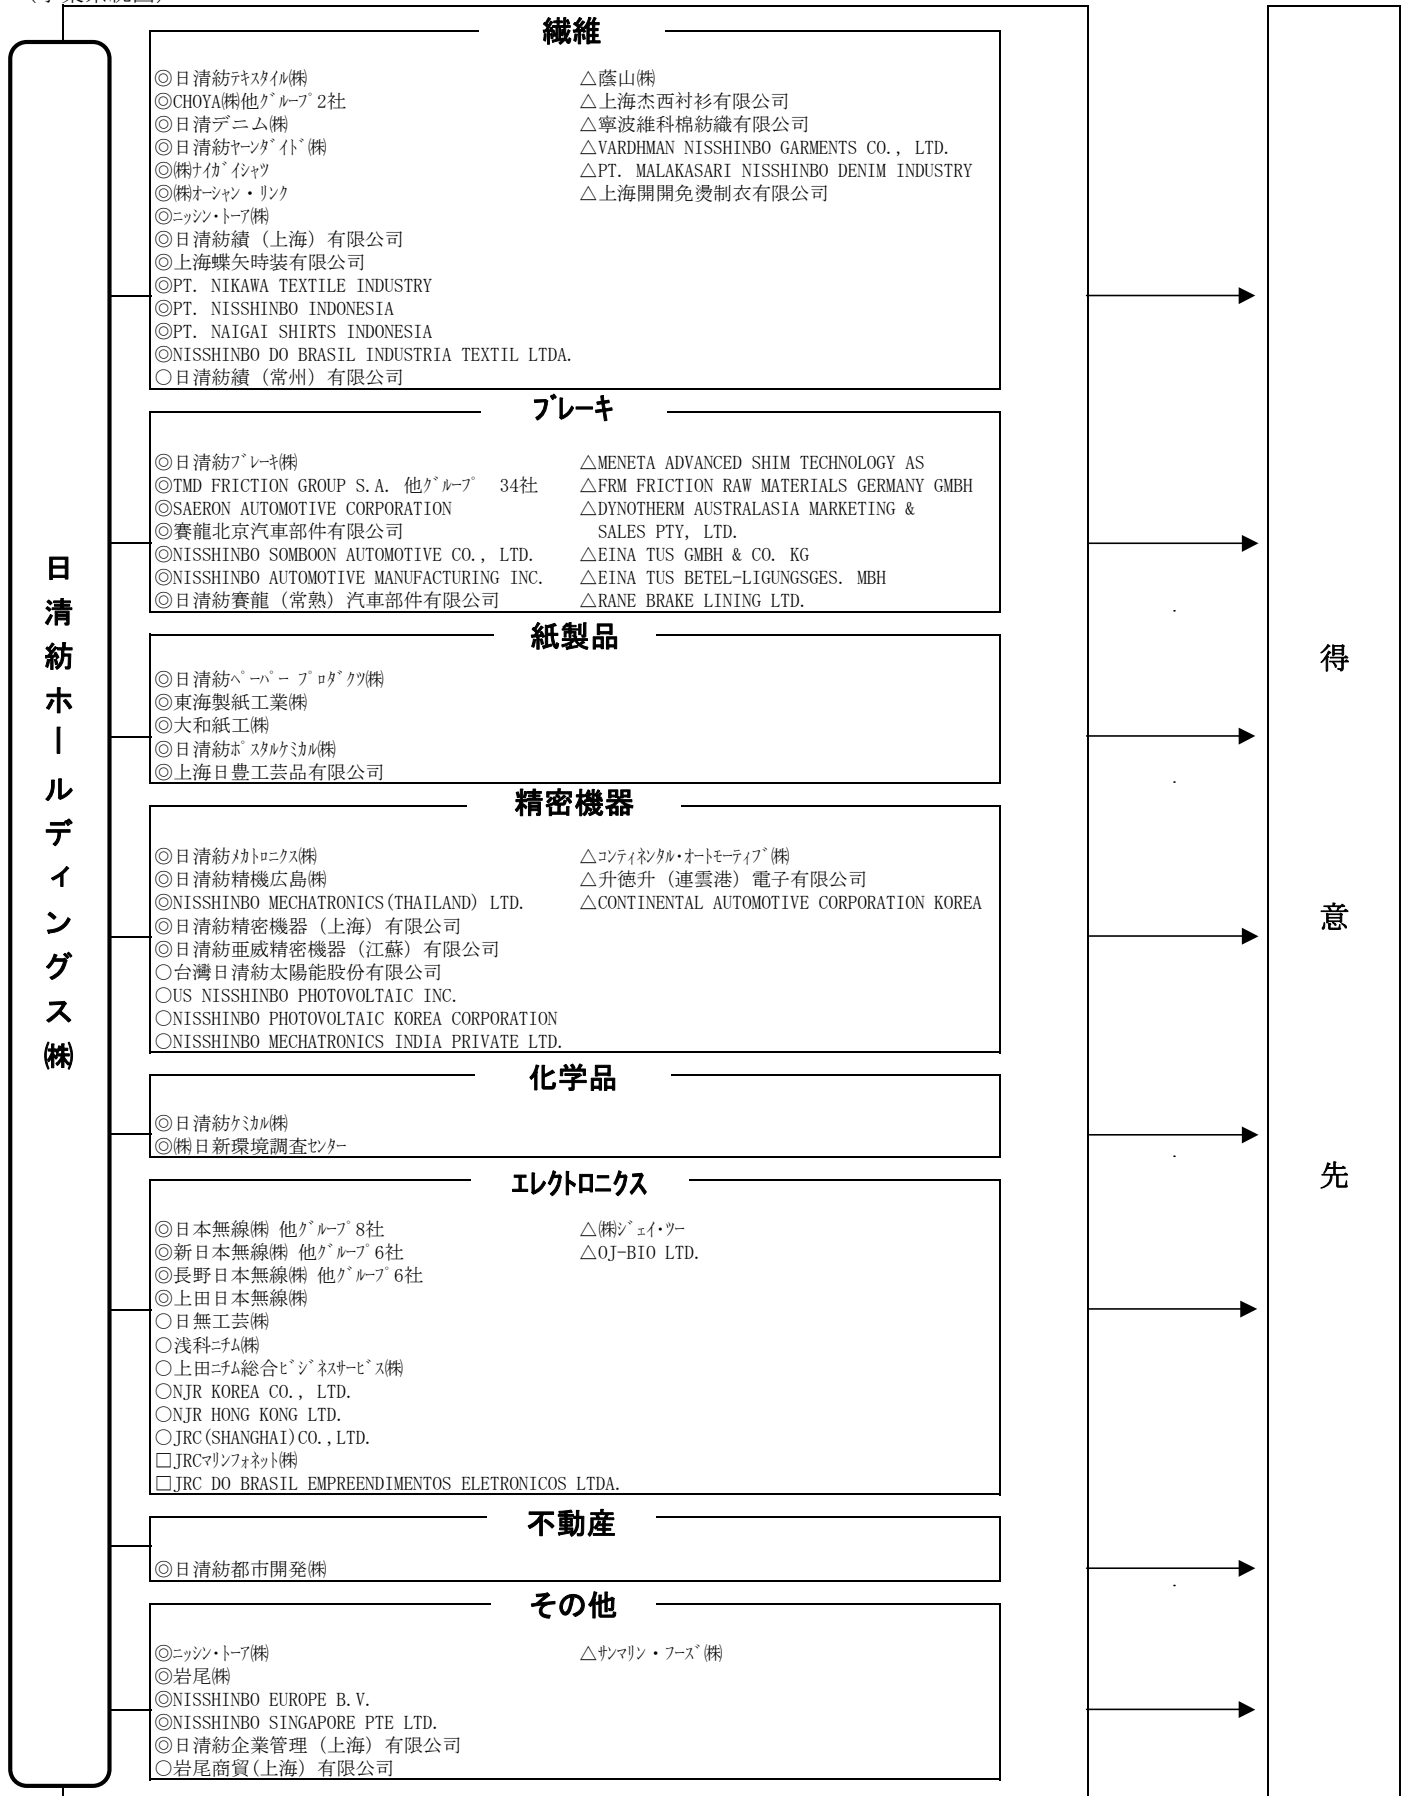 繊維
◎日清紡テキスタイル㈱
◎CHOYA㈱他グループ2社
◎日清デニム㈱
◎日清紡ヤーンダイド㈱
◎㈱ナイガイシャツ
◎㈱オーシャン・リンク
◎ニッシン・トーア㈱
◎日清紡績（上海）有限公司
◎上海蝶矢時装有限公司
◎PT. NIKAWA TEXTILE INDUSTRY
◎PT. NISSHINBO INDONESIA
◎PT. NAIGAI SHIRTS INDONESIA
◎NISSHINBO DO BRASIL INDUSTRIA TEXTIL LTDA.
○日清紡績（常州）有限公司
△蔭山㈱
△上海杰西衬衫有限公司
△寧波維科棉紡織有限公司
△VARDHMAN NISSHINBO GARMENTS CO., LTD.
△PT. MALAKASARI NISSHINBO DENIM INDUSTRY
△上海開開免燙制衣有限公司
ブレーキ
◎日清紡ブレーキ㈱
◎TMD FRICTION GROUP S.A. 他グループ 34社
◎SAERON AUTOMOTIVE CORPORATION
◎賽龍北京汽車部件有限公司
◎NISSHINBO SOMBOON AUTOMOTIVE CO., LTD.
◎NISSHINBO AUTOMOTIVE MANUFACTURING INC.
◎日清紡賽龍（常熟）汽車部件有限公司
△MENETA ADVANCED SHIM TECHNOLOGY AS
△FRM FRICTION RAW MATERIALS GERMANY GMBH
△DYNOTHERM AUSTRALASIA MARKETING &
SALES PTY, LTD.
△EINA TUS GMBH & CO. KG
△EINA TUS BETEL-LIGUNGSGES. MBH
△RANE BRAKE LINING LTD.
紙製品
◎日清紡ペーパー プロダクツ㈱
◎東海製紙工業㈱
◎大和紙工㈱
◎日清紡ポスタルケミカル㈱
◎上海日豊工芸品有限公司
精密機器
◎日清紡メカトロニクス㈱
◎日清紡精機広島㈱
◎NISSHINBO MECHATRONICS(THAILAND) LTD.
◎日清紡精密機器（上海）有限公司
◎日清紡亜威精密機器（江蘇）有限公司
○台灣日清紡太陽能股份有限公司
○US NISSHINBO PHOTOVOLTAIC INC.
○NISSHINBO PHOTOVOLTAIC KOREA CORPORATION
○NISSHINBO MECHATRONICS INDIA PRIVATE LTD.
△コンティネンタル・オートモーティブ㈱
△升徳升（連雲港）電子有限公司
△CONTINENTAL AUTOMOTIVE CORPORATION KOREA
化学品
◎日清紡ケミカル㈱
◎㈱日新環境調査センター
エレクトロニクス
◎日本無線㈱ 他グループ8社
◎新日本無線㈱ 他グループ6社
◎長野日本無線㈱ 他グループ6社
◎上田日本無線㈱
○日無工芸㈱
○浅科ニチム㈱
○上田ニチム総合ビジネスサービス㈱
○NJR KOREA CO., LTD.
○NJR HONG KONG LTD.
○JRC(SHANGHAI)CO.,LTD.
□JRCマリンフォネット㈱
□JRC DO BRASIL EMPREENDIMENTOS ELETRONICOS LTDA.
△㈱ジェイ・ツー
△OJ-BIO LTD.
不動産
◎日清紡都市開発㈱
その他
◎ニッシン・トーア㈱
◎岩尾㈱
◎NISSHINBO EUROPE B.V.
◎NISSHINBO SINGAPORE PTE LTD.
◎日清紡企業管理（上海）有限公司
○岩尾商貿(上海）有限公司
△サンマリン・フーズ㈱
日清紡ホールディングス㈱
得意先